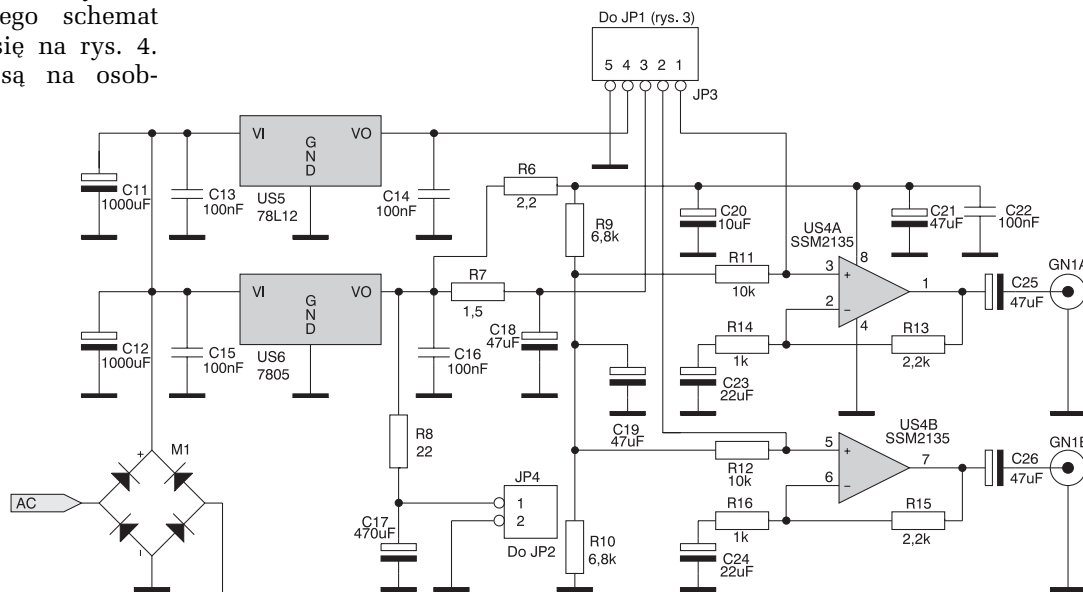 ego schemat
się na rys. 4.
są na osob-
Do JP1 (rys. 3)
5 4 3 2 1
JP3
VI
GND
VO
C11
1000uF
C13
100nF
US5
78L12
C14
100nF
R6
2,2
R9
6,8k
C20
10uF
US4A
SSM2135
C21
47uF
C22
100nF
R11
10k
3
+
8
2
−
4
1
GN1A
C25
47uF
VI
GND
VO
R7
1,5
C12
1000uF
C15
100nF
US6
7805
C16
100nF
C18
47uF
R14
1k
R13
2,2k
C23
22uF
C19
47uF
R8
22
M1
+
-
AC
US4B
SSM2135
R12
10k
5
+
6
−
7
GN1B
C26
47uF
JP4
1
2
Do JP2
C17
470uF
R10
6,8k
R16
1k
R15
2,2k
C24
22uF